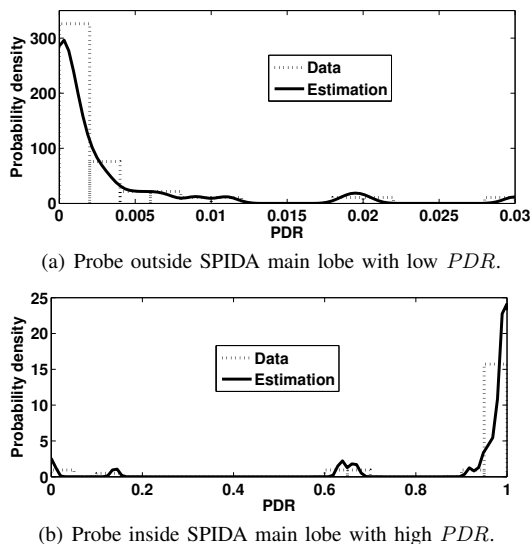 300
200
100
0
Probability density
Data
Estimation
0 0.005 0.01 0.015 0.02 0.025 0.03
PDR
(a) Probe outside SPIDA main lobe with low PDR.
25
20
15
10
5
0
Probability density
Data
Estimation
0 0.2 0.4 0.6 0.8 1
PDR
(b) Probe inside SPIDA main lobe with high PDR.